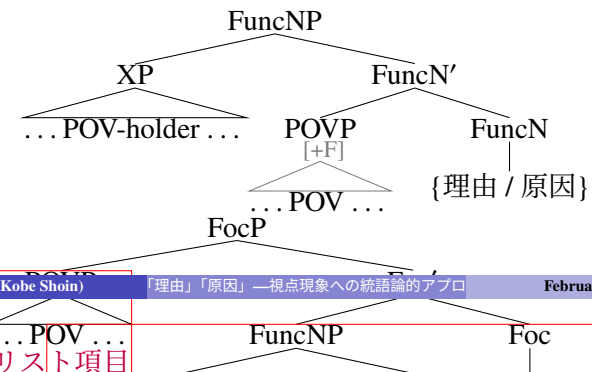 FuncNP
XP FuncN′
… POV-holder … POVP FuncN
[+F]
{理由 / 原因}
… POV …
FocP
Kobe Shoin) 「理由」「原因」—視点現象への統語論的アプロ Februa
… POV … FuncNP Foc
リスト項目